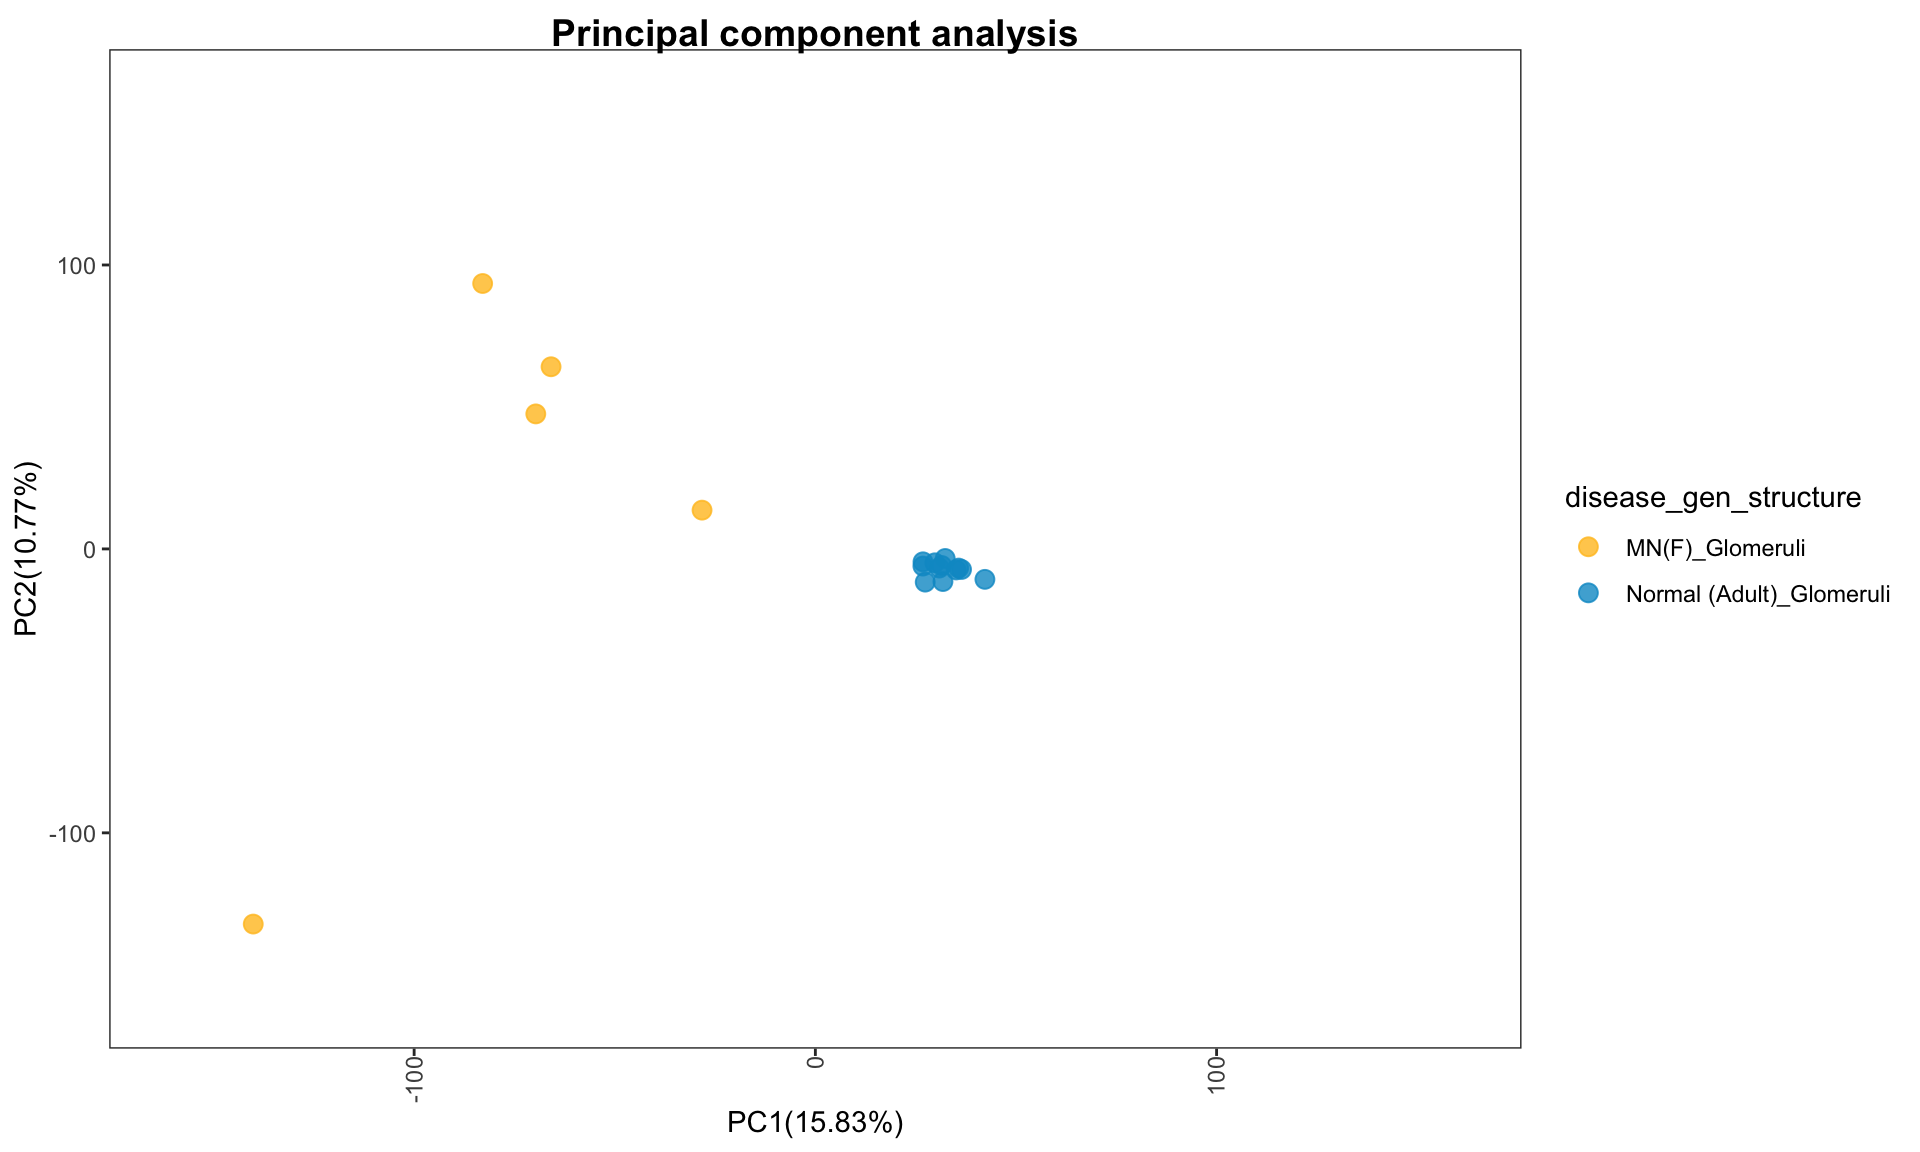 Principal component analysis
100
0
-100
PC2(10.77%)
-100
0
100
PC1(15.83%)
disease_gen_structure
MN(F)_Glomeruli
Normal (Adult)_Glomeruli